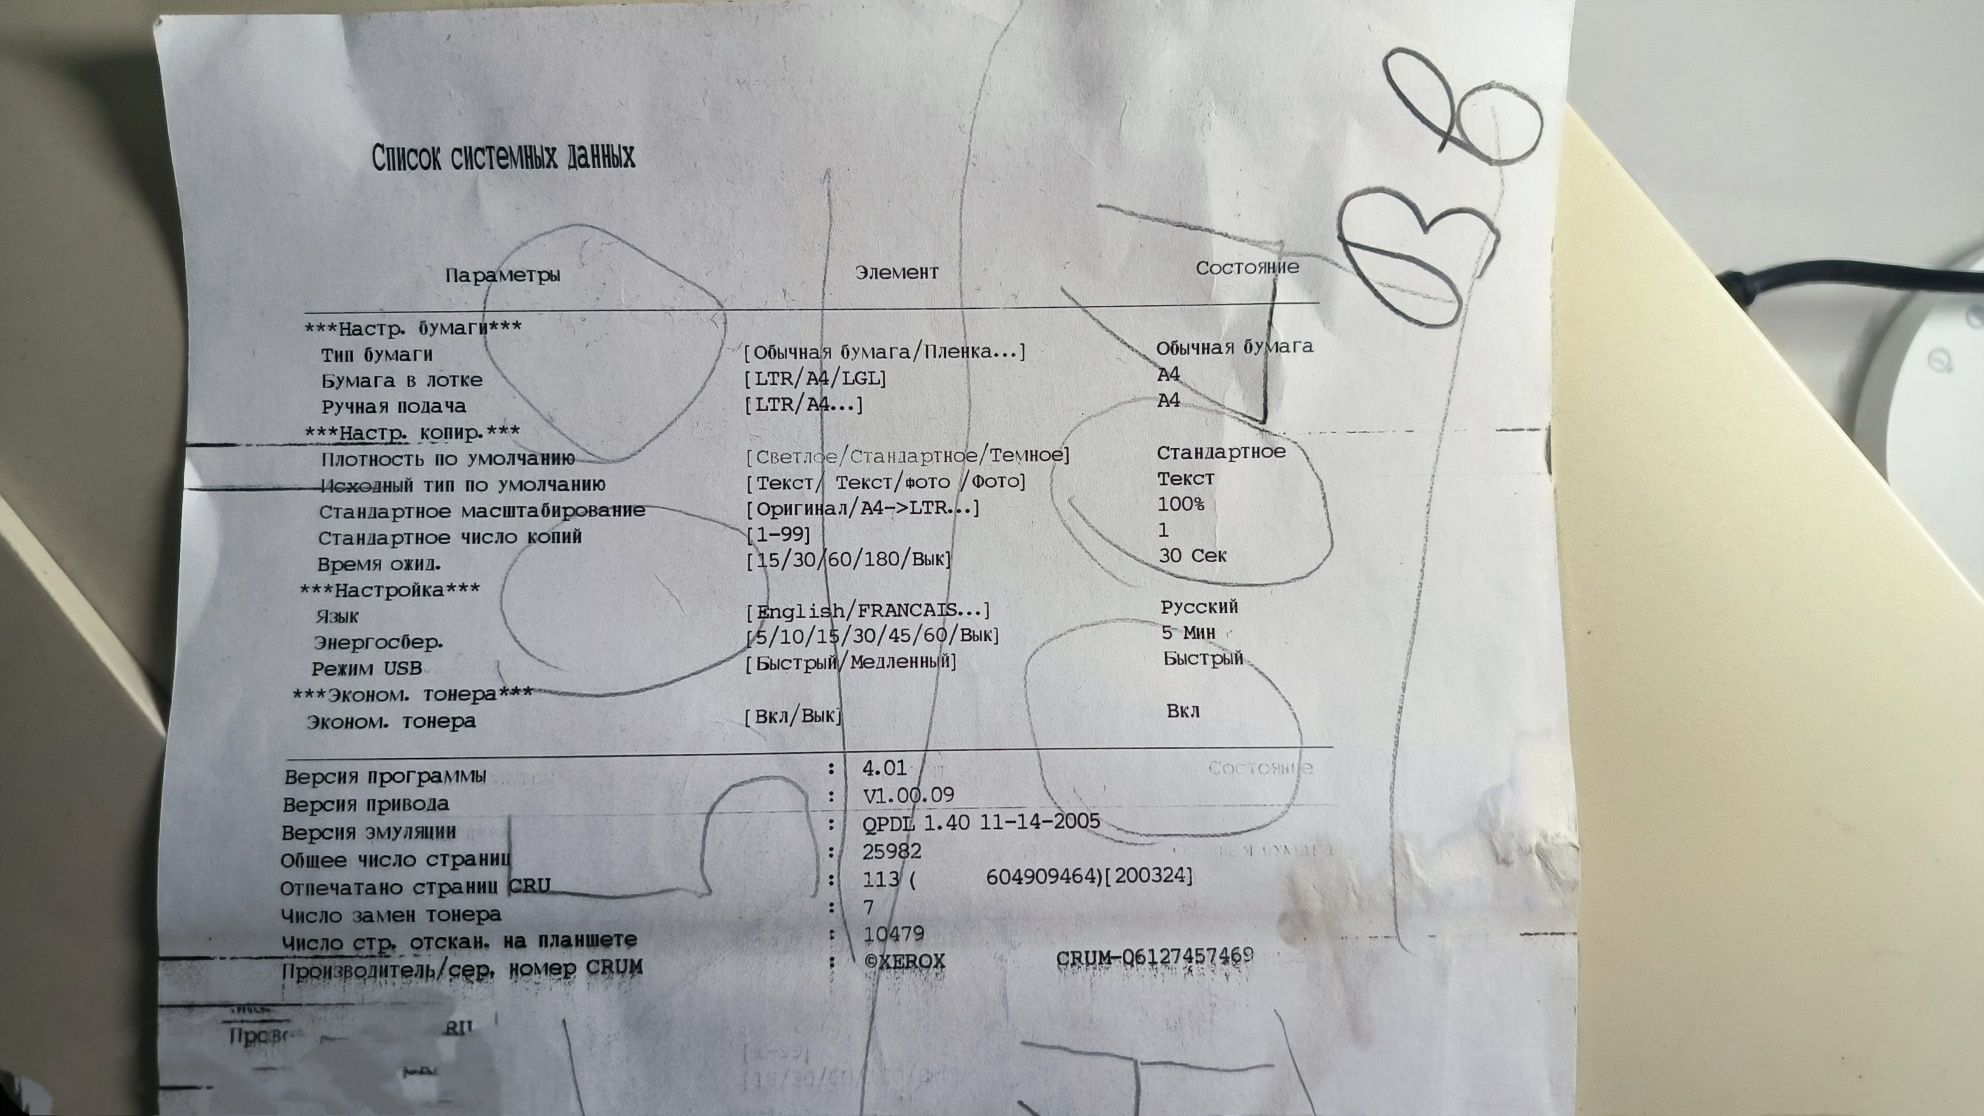 Список системных данных
Параметры Элемент Состояние
***Настр. бумаги***
Тип бумаги [Обычная бумага/Пленка...] Обычная бумага
Бумага в лотке [LTR/A4/LGL] A4
Ручная подача [LTR/A4...] A4
***Настр. копир.***
Плотность по умолчанию [Светлое/Стандартное/Темное] Стандартное
Исходный тип по умолчанию [Текст/ Текст/фото /Фото] Текст
Стандартное масштабирование [Оригинал/A4->LTR...] 100%
Стандартное число копий [1-99] 1
Время ожид. [15/30/60/180/Вык] 30 Сек
***Настройка***
Язык [English/FRANCAIS...] Русский
Энергосбер. [5/10/15/30/45/60/Вык] 5 Мин
Режим USB [Быстрый/Медленный] Быстрый
***Эконом. тонера***
Эконом. тонера [Вкл/Вык] Вкл
Версия программы : 4.01
Состояние
Версия привода : V1.00.09
Версия эмуляции : QPDL 1.40 11-14-2005
Общее число страниц : 25982
бумага
Отпечатано страниц CRU : 113 ( 604909464)[200324]
Число замен тонера : 7
Число стр. отскан. на планшете : 10479
Производитель/сер. номер CRUM : ©XEROX CRUM-Q6127457469